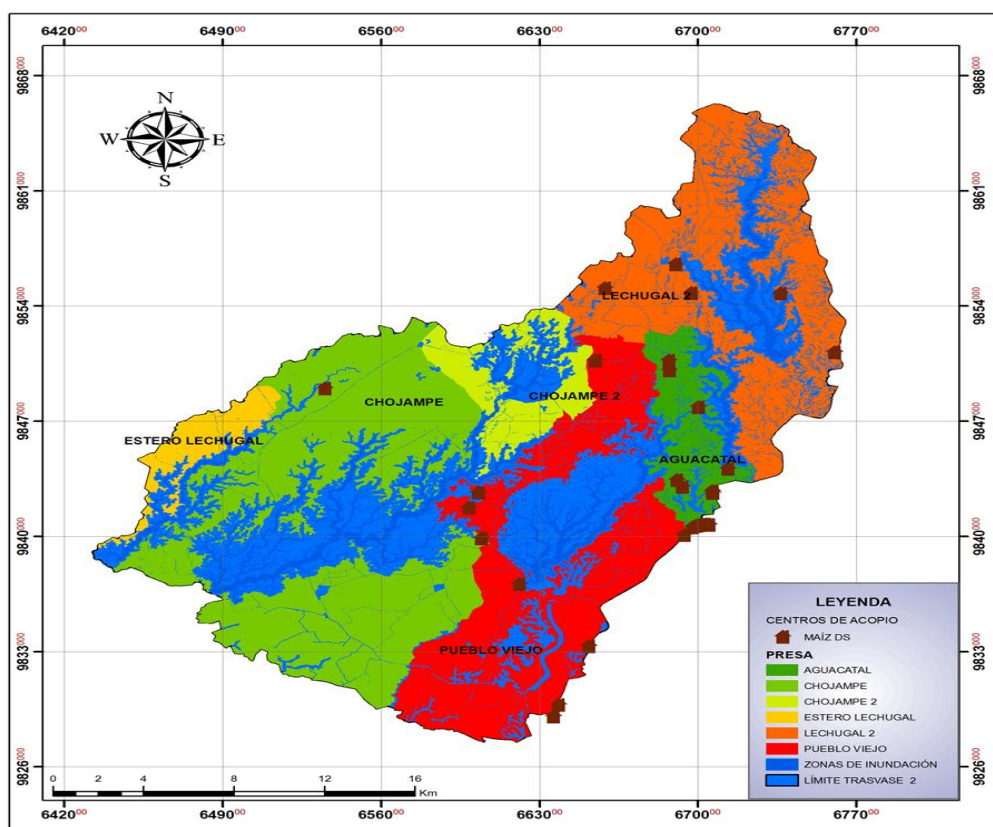 642000 649000 656000 663000 670000 677000
9868000 9868000
N
W E
S
9861000 9861000
9854000 LECHUGAL 2 9854000
CHOJAMPE CHOJAMPE 2
9847000 9847000
ESTERO LECHUGAL
AGUACATAL
9840000 9840000
LEYENDA
CENTROS DE ACOPIO
MAÍZ DS
9833000 PUEBLO VIEJO 9833000
PRESA
AGUACATAL
CHOJAMPE
CHOJAMPE 2
ESTERO LECHUGAL
LECHUGAL 2
PUEBLO VIEJO
ZONAS DE INUNDACIÓN
LÍMITE TRASVASE 2
9826000 9826000
0 2 4 8 12 16
Km
642000 649000 656000 663000 670000 677000